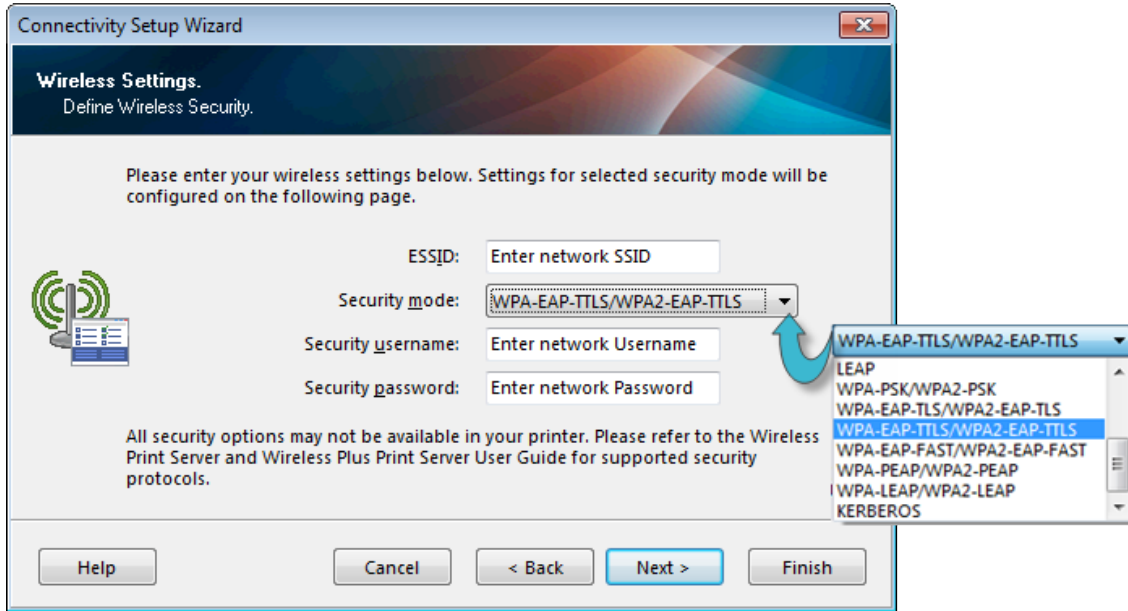 Connectivity Setup Wizard
Wireless Settings.
Define Wireless Security.
Please enter your wireless settings below. Settings for selected security mode will be
configured on the following page.
ESSID: Enter network SSID
Security mode: WPA-EAP-TTLS/WPA2-EAP-TTLS
Security username: Enter network Username
Security password: Enter network Password
All security options may not be available in your printer. Please refer to the Wireless
Print Server and Wireless Plus Print Server User Guide for supported security
protocols.
WPA-EAP-TTLS/WPA2-EAP-TTLS
LEAP
WPA-PSK/WPA2-PSK
WPA-EAP-TLS/WPA2-EAP-TLS
WPA-EAP-TTLS/WPA2-EAP-TTLS
WPA-EAP-FAST/WPA2-EAP-FAST
WPA-PEAP/WPA2-PEAP
WPA-LEAP/WPA2-LEAP
KERBEROS
Help Cancel < Back Next > Finish